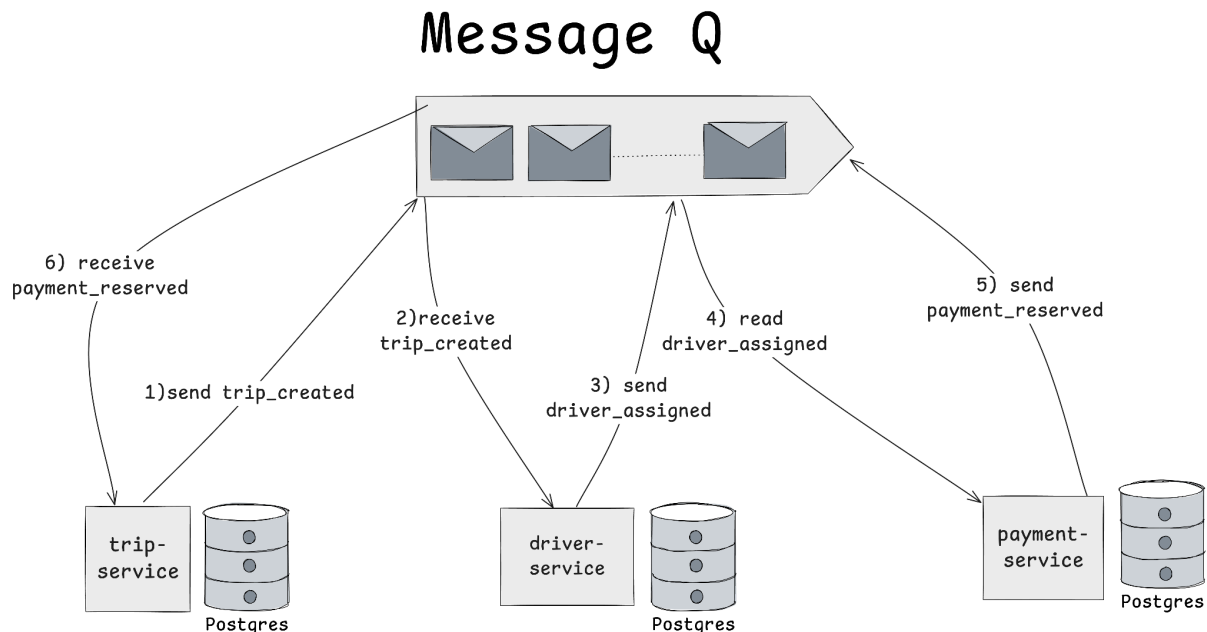 Message Q
6) receive
payment_reserved
1)send trip_created
2)receive
trip_created
3) send
driver_assigned
4) read
driver_assigned
5) send
payment_reserved
trip-
service
Postgres
driver-
service
Postgres
payment-
service
Postgres